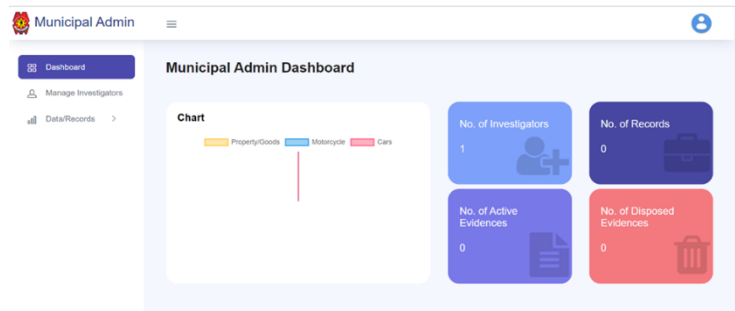 Municipal Admin
Dashboard
Manage Investigators
Data/Records
Municipal Admin Dashboard
Chart
Property/Goods Motorcycle Cars
No. of Investigators
1
No. of Records
0
No. of Active
Evidences
0
No. of Disposed
Evidences
0